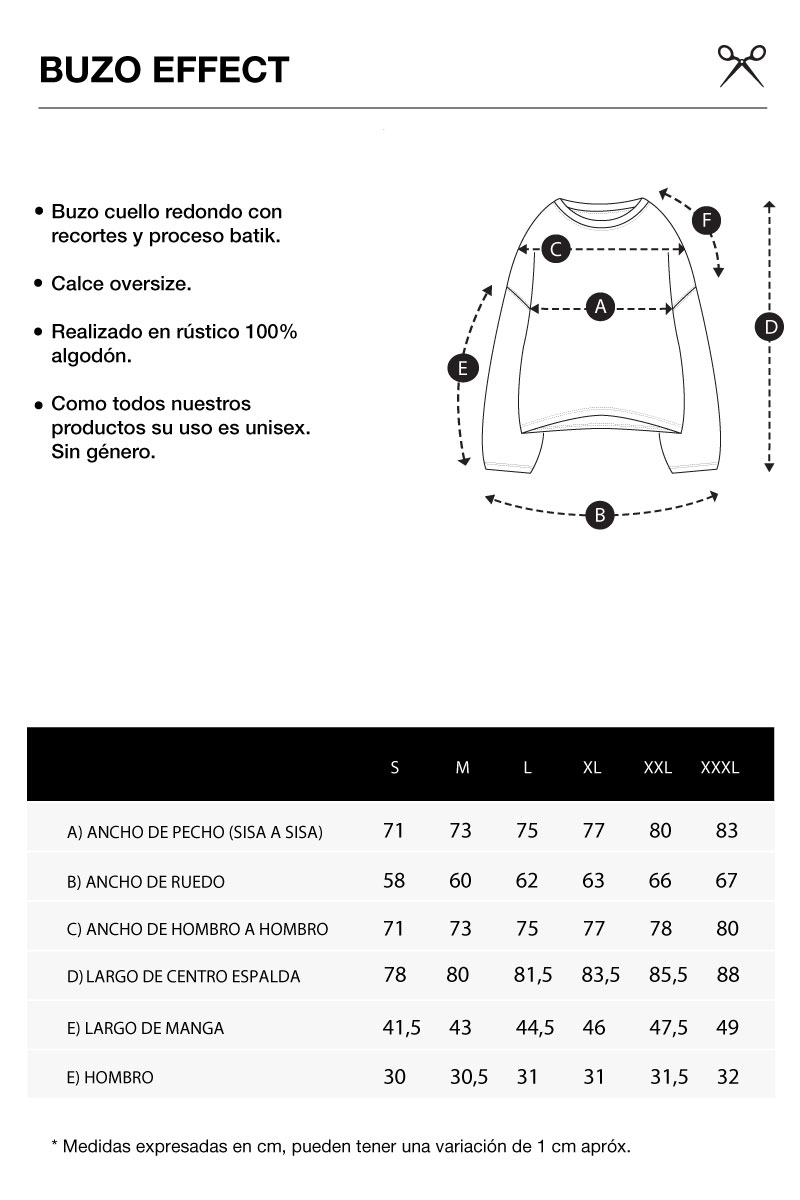 BUZO EFFECT
• Buzo cuello redondo con
recortes y proceso batik.
• Calce oversize.
• Realizado en rústico 100%
algodón.
• Como todos nuestros
productos su uso es unisex.
Sin género.
F
C
A
D
E
B
S M L XL XXL XXXL
A) ANCHO DE PECHO (SISA A SISA) 71 73 75 77 80 83
B) ANCHO DE RUEDO 58 60 62 63 66 67
C) ANCHO DE HOMBRO A HOMBRO 71 73 75 77 78 80
D) LARGO DE CENTRO ESPALDA 78 80 81,5 83,5 85,5 88
E) LARGO DE MANGA 41,5 43 44,5 46 47,5 49
E) HOMBRO 30 30,5 31 31 31,5 32
* Medidas expresadas en cm, pueden tener una variación de 1 cm apróx.